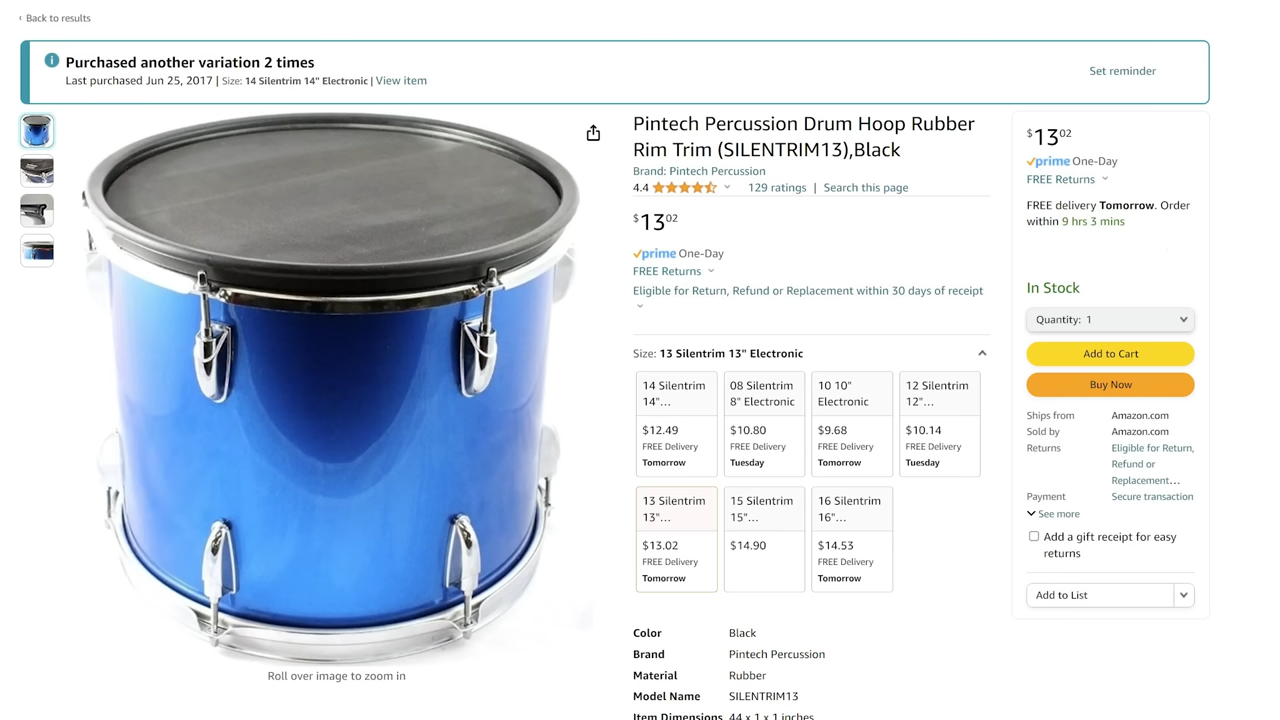 ‹ Back to results
Purchased another variation 2 times
Last purchased Jun 25, 2017 | Size: 14 Silentrim 14" Electronic | View item
Set reminder
Roll over image to zoom in
Pintech Percussion Drum Hoop Rubber
Rim Trim (SILENTRIM13),Black
Brand: Pintech Percussion
4.4 129 ratings | Search this page
$13 02
prime One-Day
FREE Returns
Eligible for Return, Refund or Replacement within 30 days of receipt
Size: 13 Silentrim 13" Electronic
14 Silentrim
14"...
$12.49
FREE Delivery
Tomorrow
08 Silentrim
8" Electronic
$10.80
FREE Delivery
Tuesday
10 10"
Electronic
$9.68
FREE Delivery
Tomorrow
12 Silentrim
12"...
$10.14
FREE Delivery
Tuesday
13 Silentrim
13"...
$13.02
FREE Delivery
Tomorrow
15 Silentrim
15"...
$14.90
16 Silentrim
16"...
$14.53
FREE Delivery
Tomorrow
Color Black
Brand Pintech Percussion
Material Rubber
Model Name SILENTRIM13
Item Dimensions 44 x 1 x 1 inches
$13 02
prime One-Day
FREE Returns
FREE delivery Tomorrow. Order
within 9 hrs 3 mins
In Stock
Quantity: 1
Add to Cart
Buy Now
Ships from Amazon.com
Sold by Amazon.com
Returns Eligible for Return,
Refund or
Replacement...
Payment Secure transaction
See more
Add a gift receipt for easy
returns
Add to List